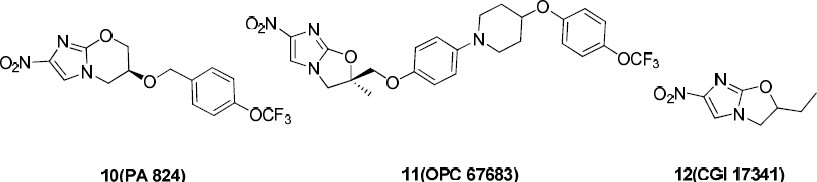 O₂N N O N O OCF₃
O₂N N O N O N O OCF₃
O₂N N O N
10(PA 824) 11(OPC 67683) 12(CGI 17341)